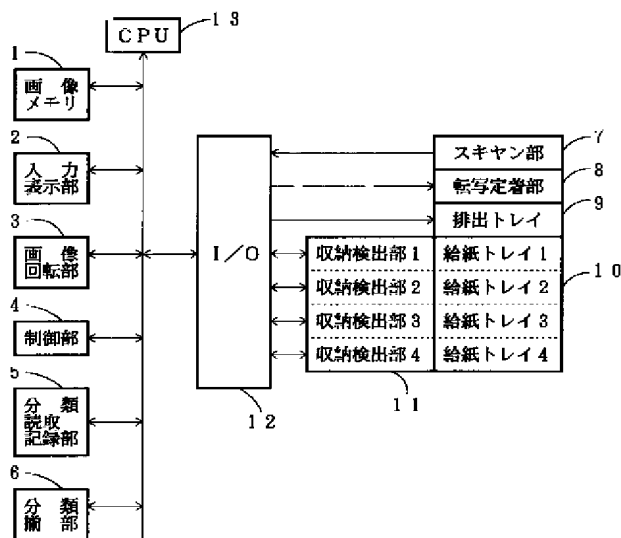 13
CPU
1
画像
メモリ
2
入力
表示部
3
画像
回転部
4
制御部
5
分類
読取
記録部
6
分類
I/O
12
スキャン部
7
転写定着部
8
排出トレイ
9
収納検出部1 給紙トレイ1
収納検出部2 給紙トレイ2
収納検出部3 給紙トレイ3
収納検出部4 給紙トレイ4
10
11